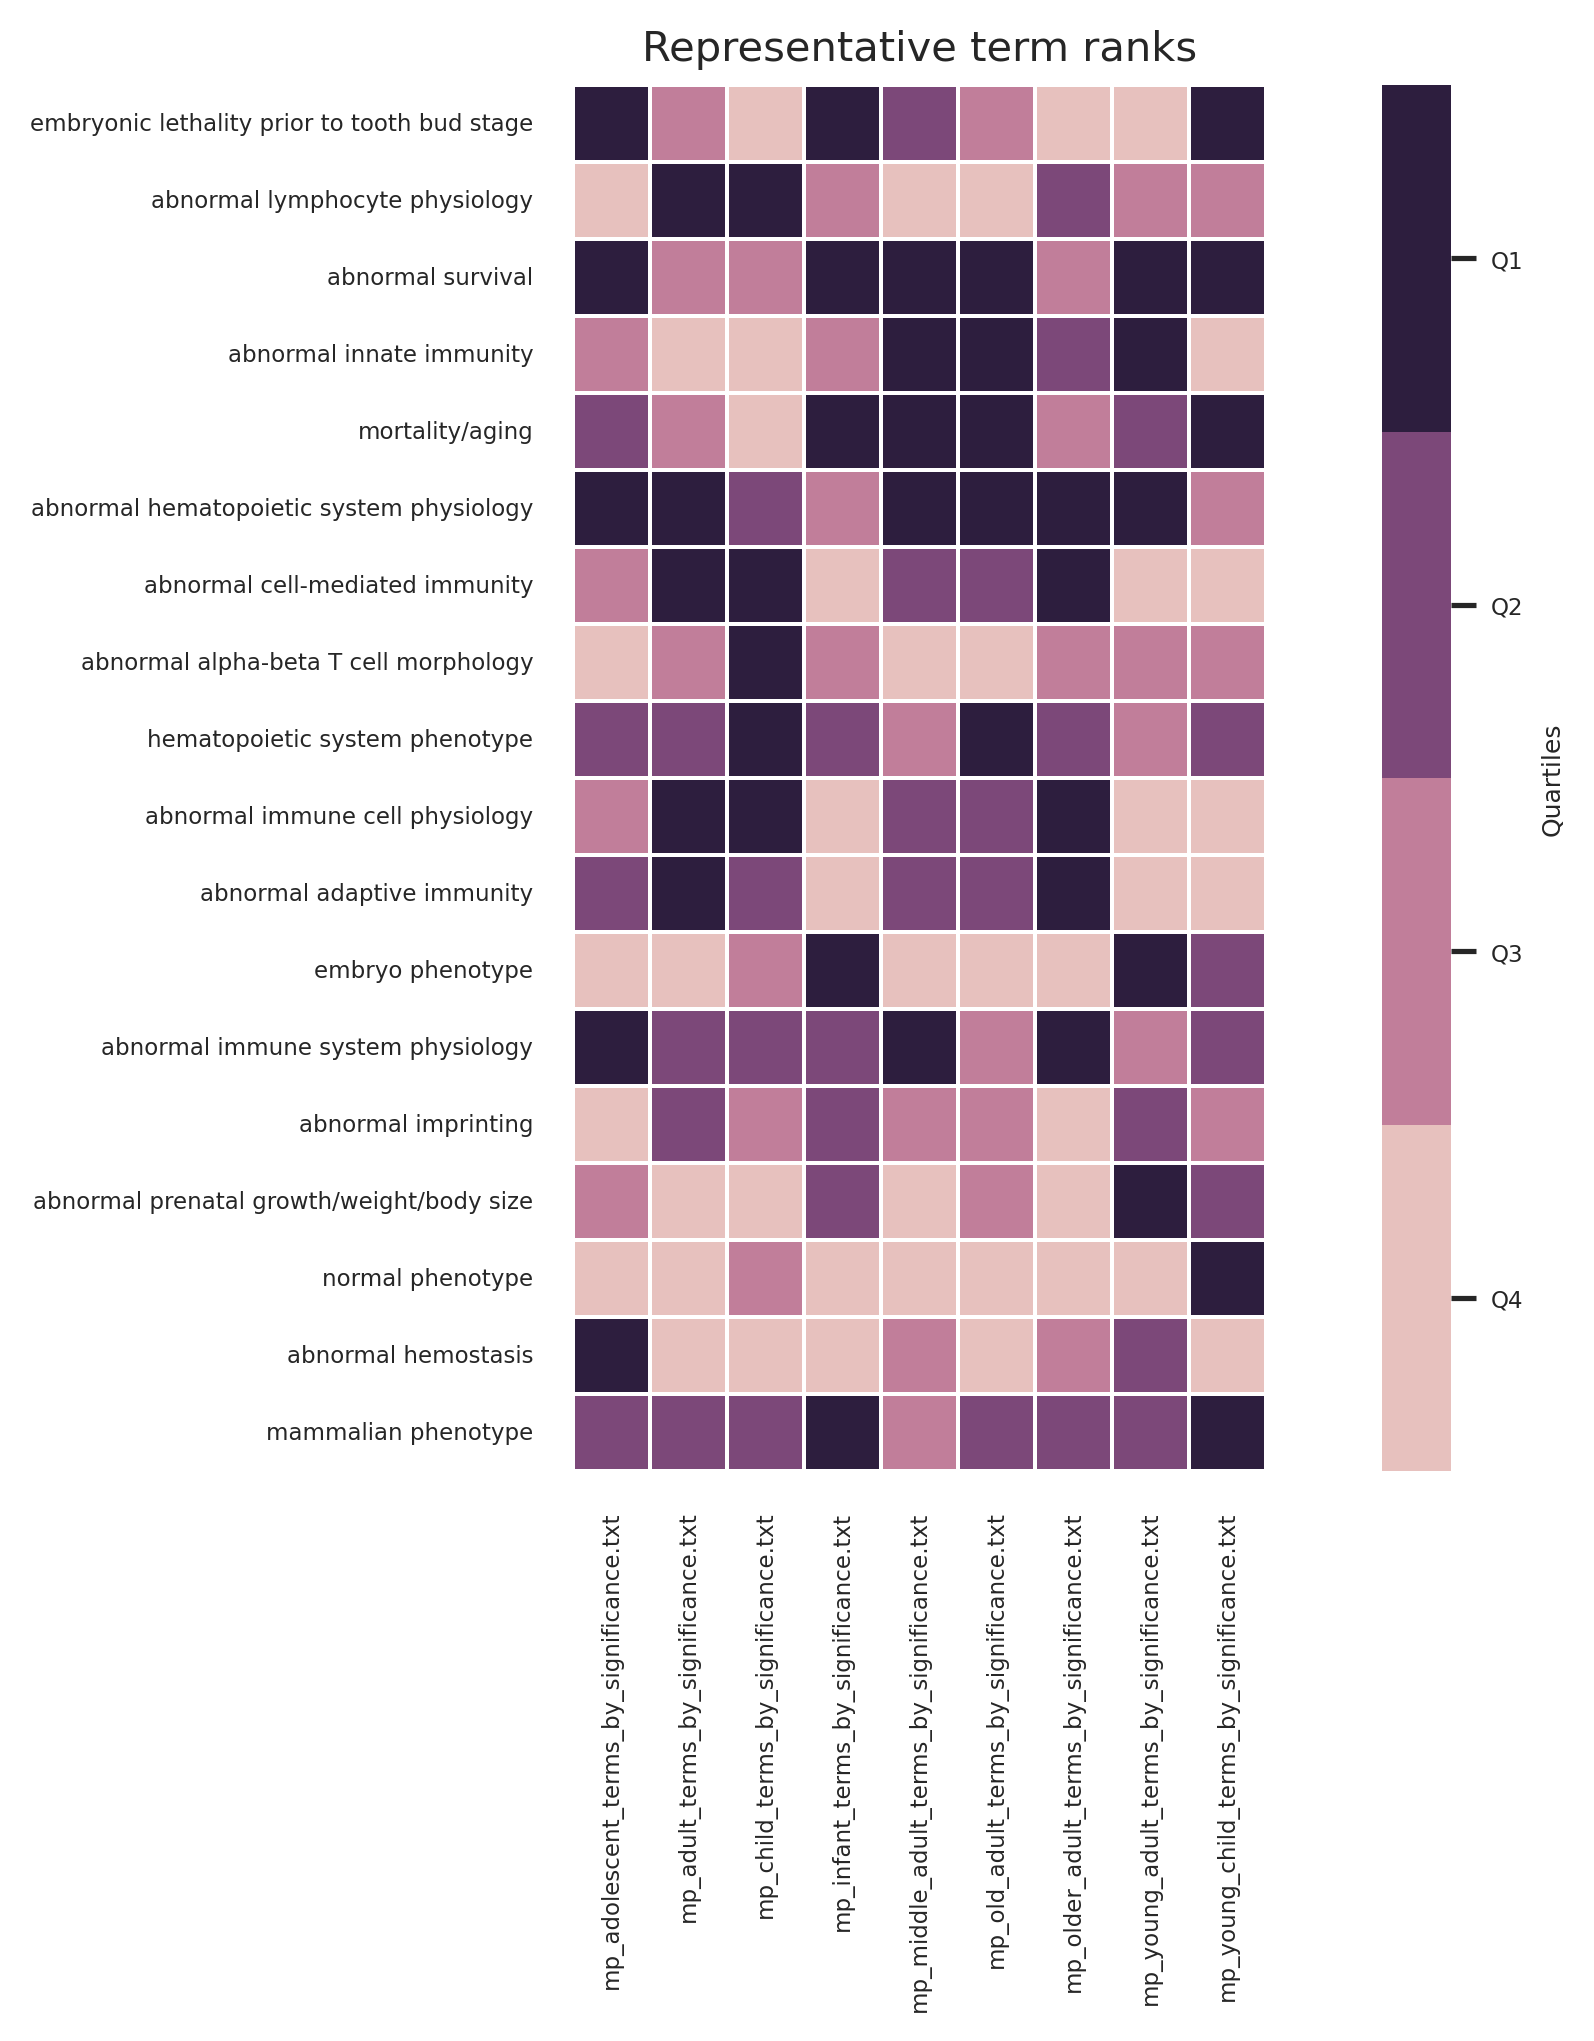 Representative term ranks
embryonic lethality prior to tooth bud stage
abnormal lymphocyte physiology
abnormal survival
abnormal innate immunity
mortality/aging
abnormal hematopoietic system physiology
abnormal cell-mediated immunity
abnormal alpha-beta T cell morphology
hematopoietic system phenotype
abnormal immune cell physiology
abnormal adaptive immunity
embryo phenotype
abnormal immune system physiology
abnormal imprinting
abnormal prenatal growth/weight/body size
normal phenotype
abnormal hemostasis
mammalian phenotype
mp_adolescent_terms_by_significance.txt
mp_adult_terms_by_significance.txt
mp_child_terms_by_significance.txt
mp_infant_terms_by_significance.txt
mp_middle_adult_terms_by_significance.txt
mp_old_adult_terms_by_significance.txt
mp_older_adult_terms_by_significance.txt
mp_young_adult_terms_by_significance.txt
mp_young_child_terms_by_significance.txt
Q1
Q2
Q3
Q4
Quartiles